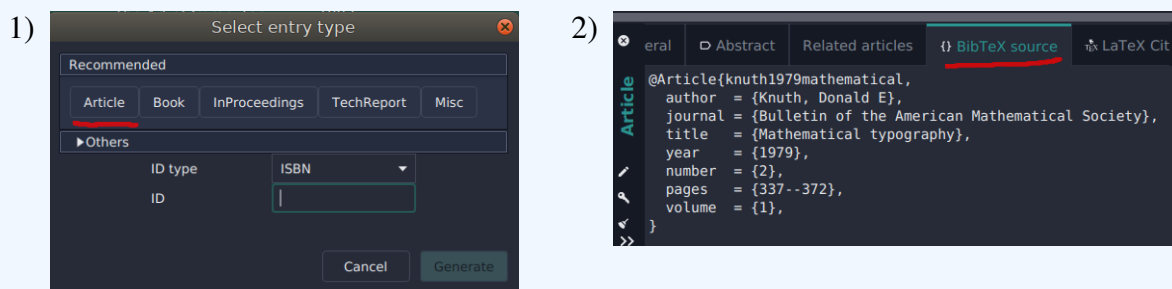 1)
Select entry type
Recommended
Article Book InProceedings TechReport Misc
Others
ID type ISBN
ID
Cancel Generate
2)
eral Abstract Related articles {} BibTeX source LaTeX Cit
Article
@Article{knuth1979mathematical,
author = {Knuth, Donald E},
journal = {Bulletin of the American Mathematical Society},
title = {Mathematical typography},
year = {1979},
number = {2},
pages = {337--372},
volume = {1},
}